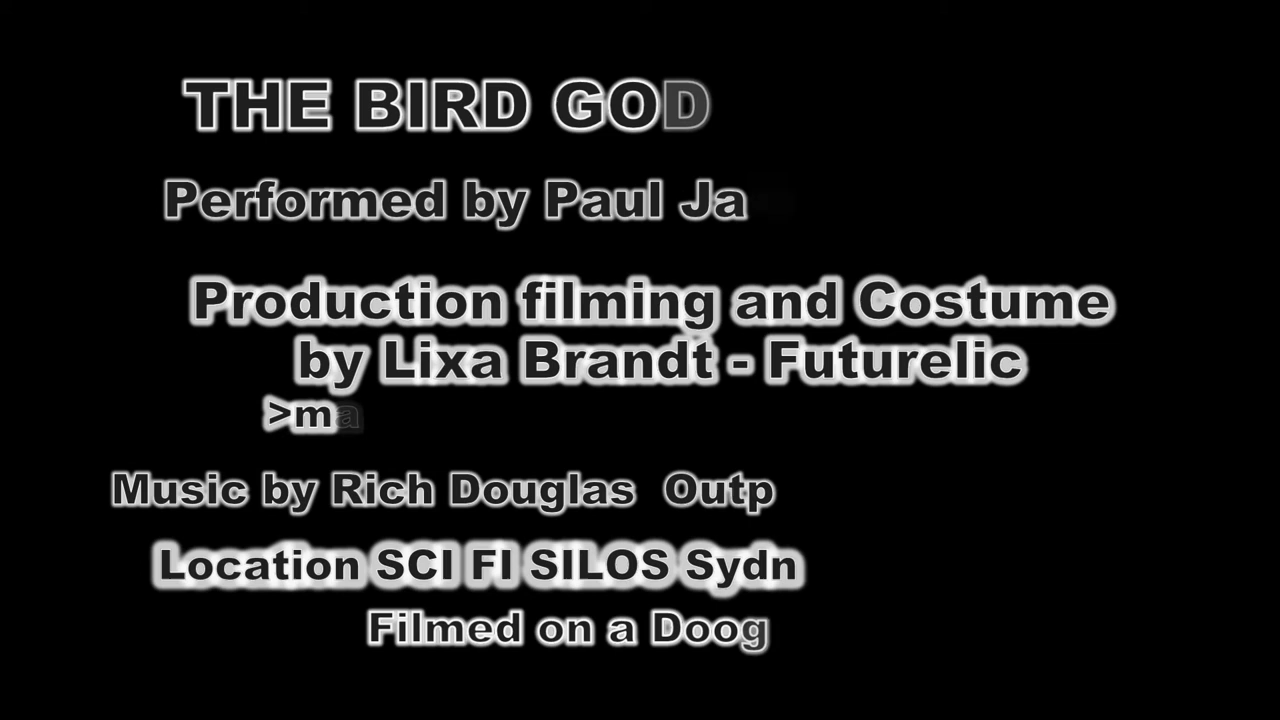 THE BIRD GOD
Performed by Paul Ja
Production filming and Costume
by Lixa Brandt - Futurelic
>ma
Music by Rich Douglas Outp
Location SCI FI SILOS Sydn
Filmed on a Doog